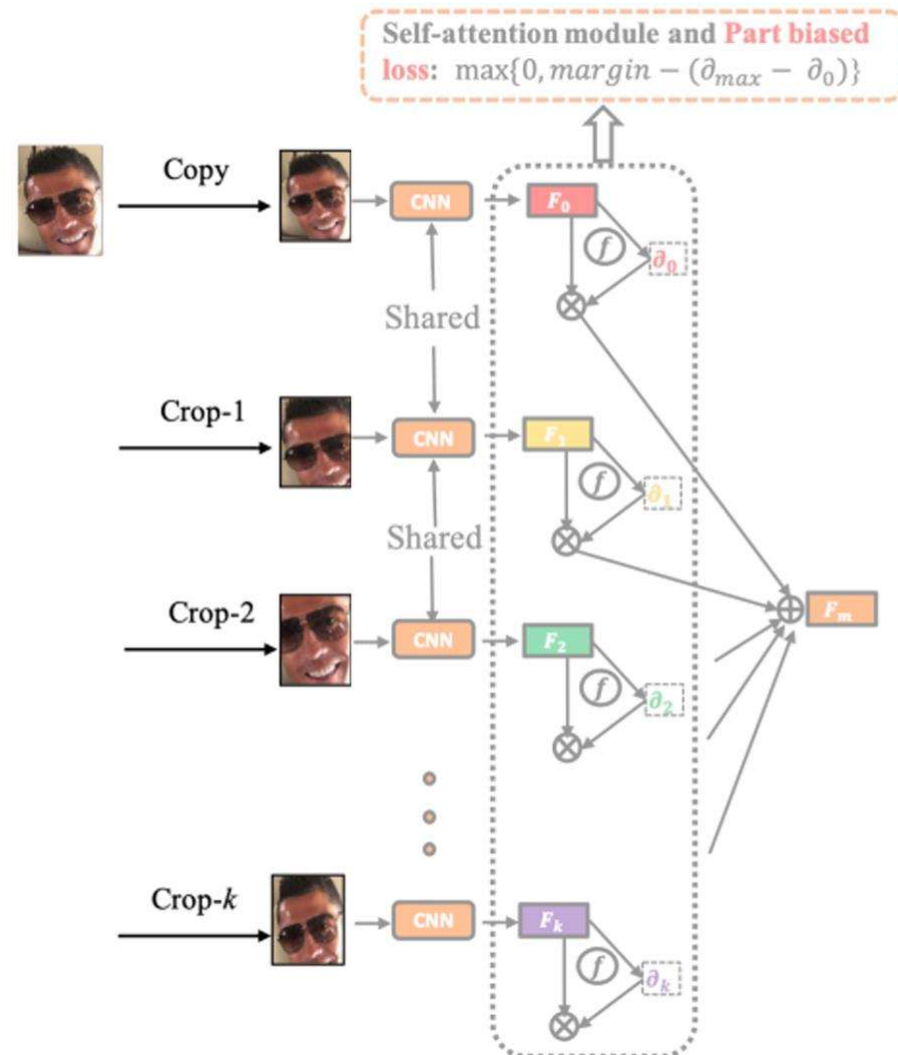 Self-attention module and Part biased
loss: max{0, margin − (∂max − ∂₀)}
Copy
CNN
F₀
f
∂₀
Shared
Crop-1
CNN
F₁
f
∂₁
Shared
Crop-2
CNN
F₂
f
∂₂
Fm
Crop-k
CNN
Fk
f
∂k